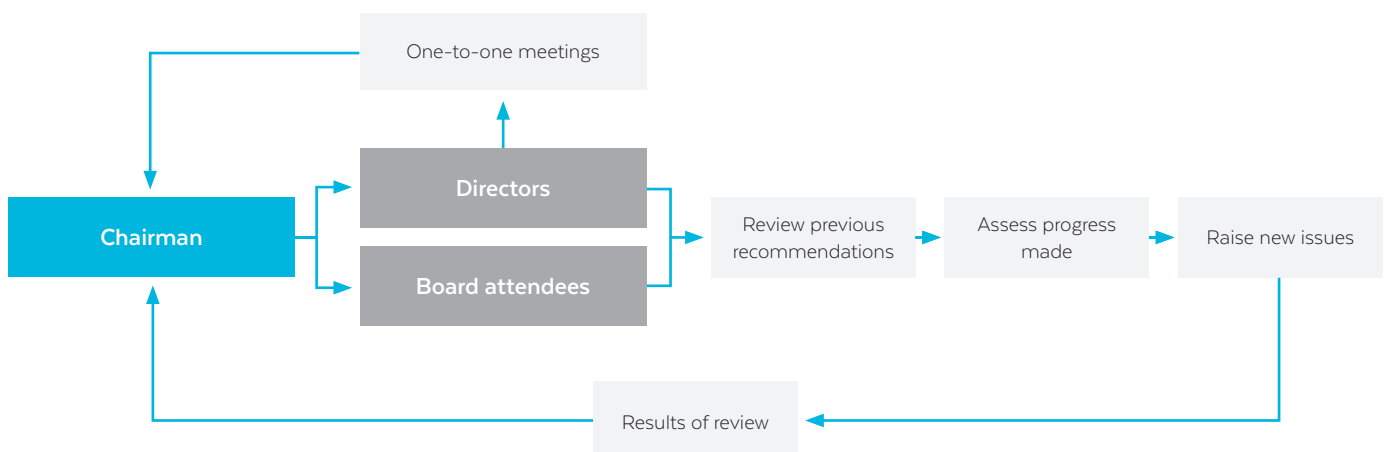 One-to-one meetings
Directors
Chairman
Board attendees
Review previous
recommendations
Assess progress
made
Raise new issues
Results of review